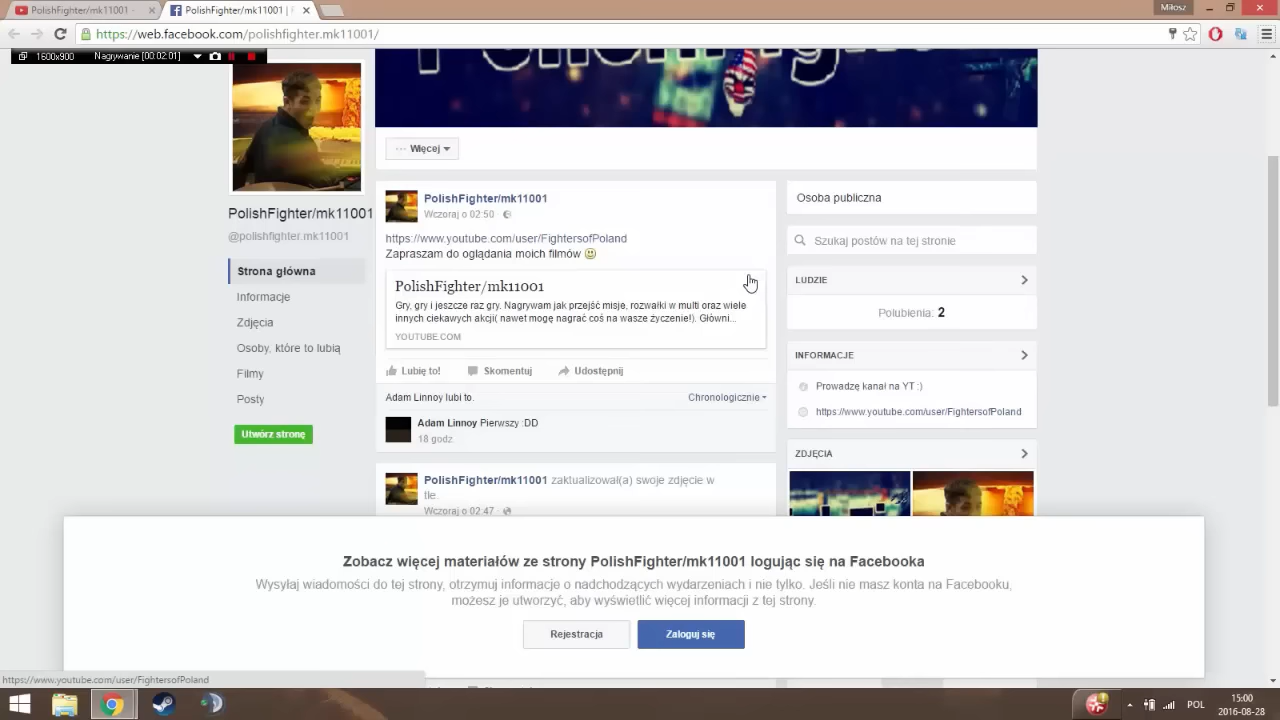 PolishFighter/mk11001 -
PolishFighter/mk11001 |
Miłosz
https://web.facebook.com/polishfighter.mk11001/
1600x900 Nagrywanie [00:02:01]
Więcej
PolishFighter/mk11001
@polishfighter.mk11001
Strona główna
Informacje
Zdjęcia
Osoby, które to lubią
Filmy
Posty
Utwórz stronę
PolishFighter/mk11001
Wczoraj o 02:50
https://www.youtube.com/user/FightersofPoland
Zapraszam do oglądania moich filmów
PolishFighter/mk11001
Gry, gry i jeszcze raz gry. Nagrywam jak przejść misje, rozwałki w multi oraz wiele
innych ciekawych akcji( nawet mogę nagrać coś na wasze życzenie!). Główni...
YOUTUBE.COM
Lubię to! Skomentuj Udostępnij
Adam Linnoy lubi to. Chronologicznie
Adam Linnoy Pierwszy :DD
18 godz.
PolishFighter/mk11001 zaktualizował(a) swoje zdjęcie w
tle.
Wczoraj o 02:47
Osoba publiczna
Szukaj postów na tej stronie
LUDZIE
Polubienia: 2
INFORMACJE
Prowadzę kanał na YT :)
https://www.youtube.com/user/FightersofPoland
ZDJĘCIA
Zobacz więcej materiałów ze strony PolishFighter/mk11001 logując się na Facebooka
Wysyłaj wiadomości do tej strony, otrzymuj informacje o nadchodzących wydarzeniach i nie tylko. Jeśli nie masz konta na Facebooku,
możesz je utworzyć, aby wyświetlić więcej informacji z tej strony.
Rejestracja Zaloguj się
https://www.youtube.com/user/FightersofPoland
POL
15:00
2016-08-28